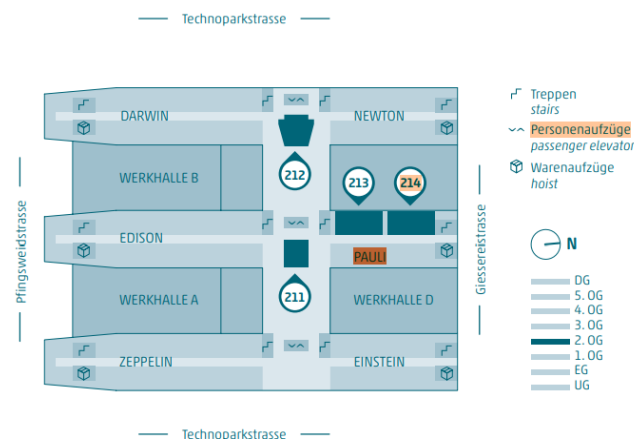 Technoparkstrasse
DARWIN
NEWTON
WERKHALLE B
212
213
214
EDISON
PAULI
WERKHALLE A
211
WERKHALLE D
ZEPPELIN
EINSTEIN
Technoparkstrasse
Pfingsweidstrasse
Giessereistrasse
Treppen
stairs
Personenaufzüge
passenger elevator
Warenaufzüge
hoist
N
DG
5. OG
4. OG
3. OG
2. OG
1. OG
EG
UG